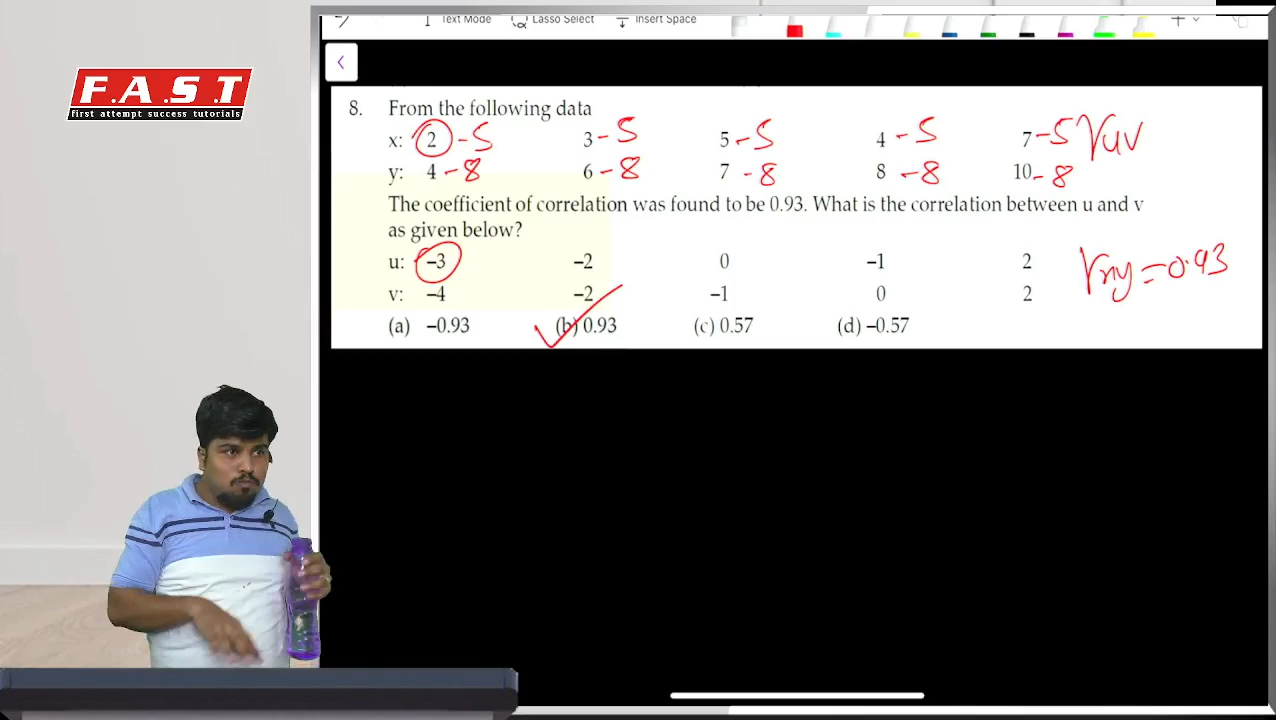 Text Mode Lasso Select Insert Space
F.A.S.T
first attempt success tutorials
8. From the following data
x: 2 -5 3 -5 5 -5 4 -5 7 -5 ruv
y: 4 -8 6 -8 7 -8 8 -8 10 -8
The coefficient of correlation was found to be 0.93. What is the correlation between u and v
as given below?
u: –3 –2 0 –1 2 rxy = 0.93
v: –4 –2 –1 0 2
(a) –0.93 (b) 0.93 (c) 0.57 (d) –0.57